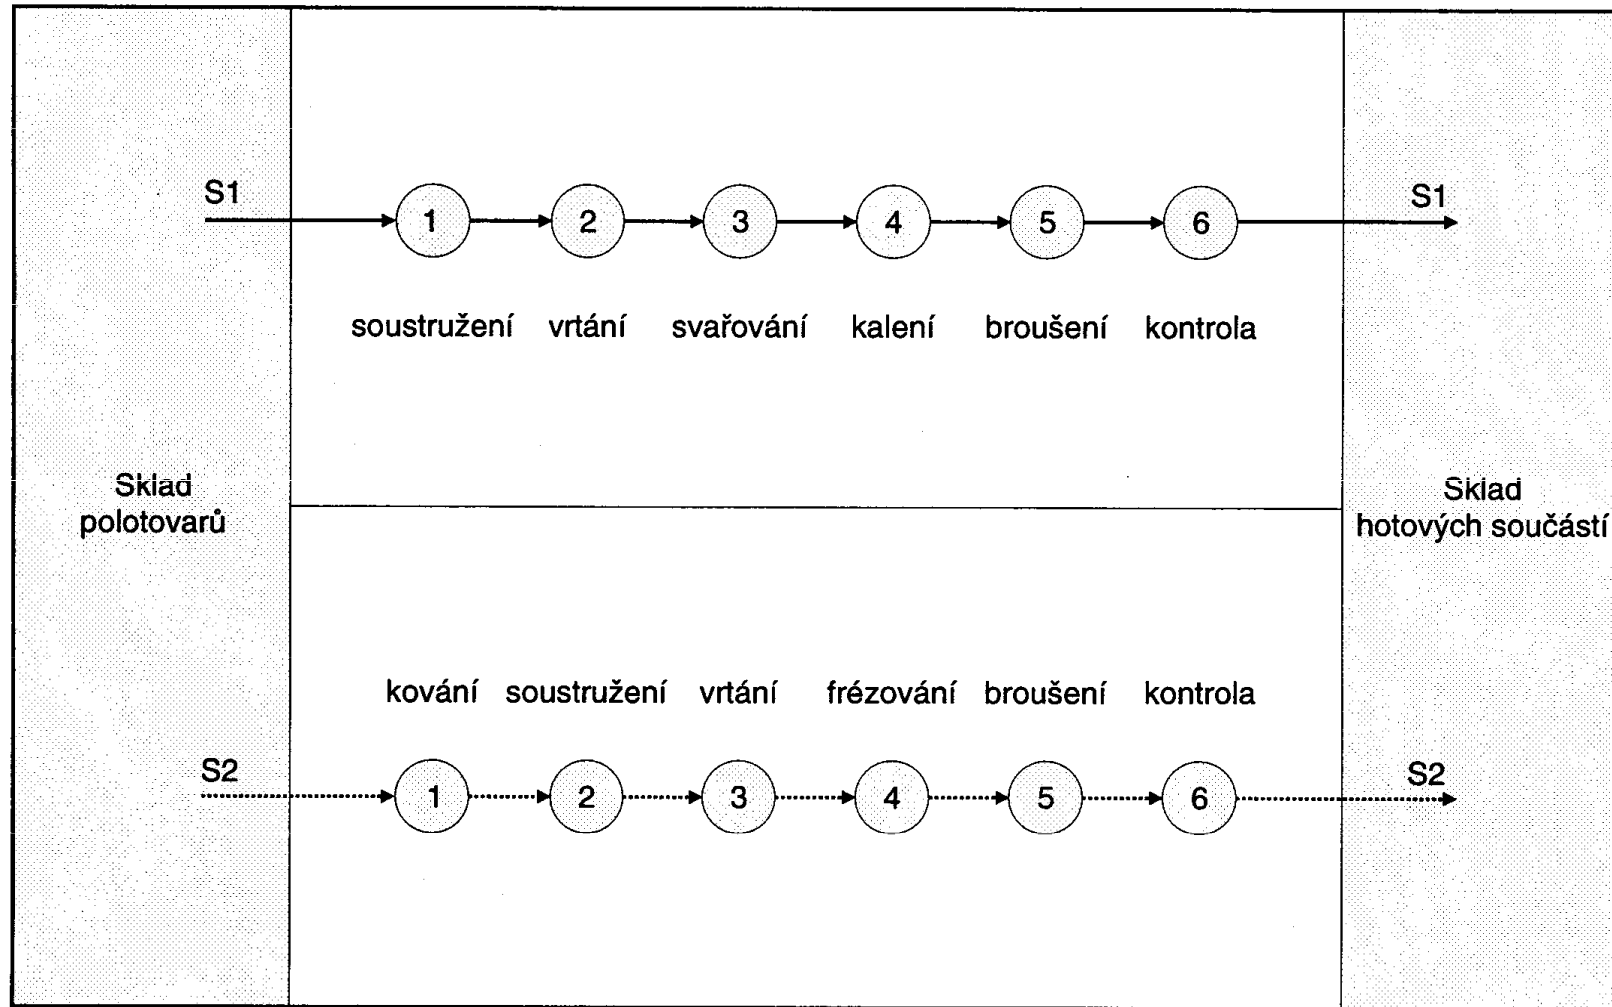 S1
S1
1 2 3 4 5 6
soustružení vrtání svařování kalení broušení kontrola
Sklad
polotovarů
Sklad
hotových součástí
kování soustružení vrtání frézování broušení kontrola
S2
S2
1 2 3 4 5 6